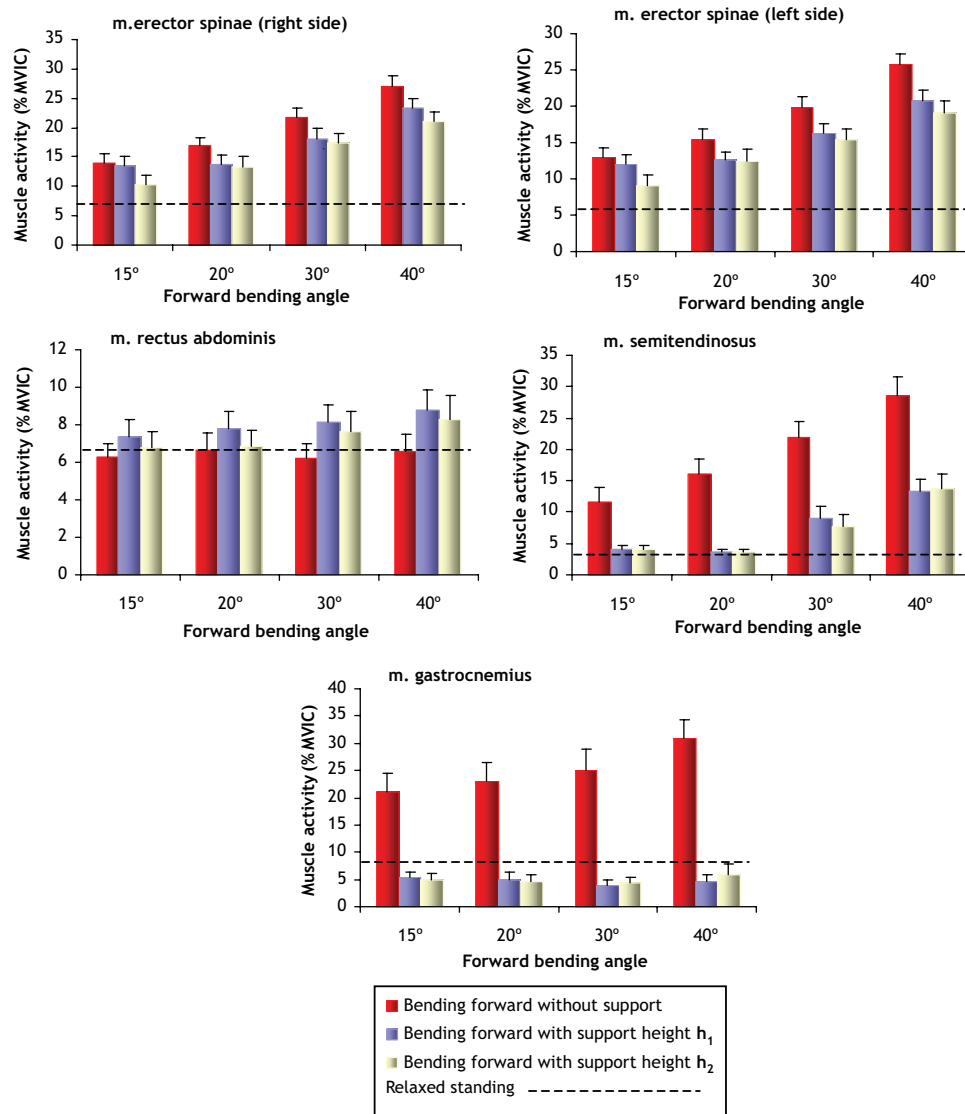 m.erector spinae (right side)
Muscle activity (% MVIC)
35
30
25
20
15
10
5
0
15º 20º 30º 40º
Forward bending angle
m. erector spinae (left side)
Muscle activity (% MVIC)
30
25
20
15
10
5
0
15º 20º 30º 40º
Forward bending angle
m. rectus abdominis
Muscle activity (% MVIC)
12
10
8
6
4
2
0
15º 20º 30º 40º
Forward bending angle
m. semitendinosus
Muscle activity (% MVIC)
35
30
25
20
15
10
5
0
15º 20º 30º 40º
Forward bending angle
m. gastrocnemius
Muscle activity (% MVIC)
40
35
30
25
20
15
10
5
0
15º 20º 30º 40º
Forward bending angle
Bending forward without support
Bending forward with support height h1
Bending forward with support height h2
Relaxed standing